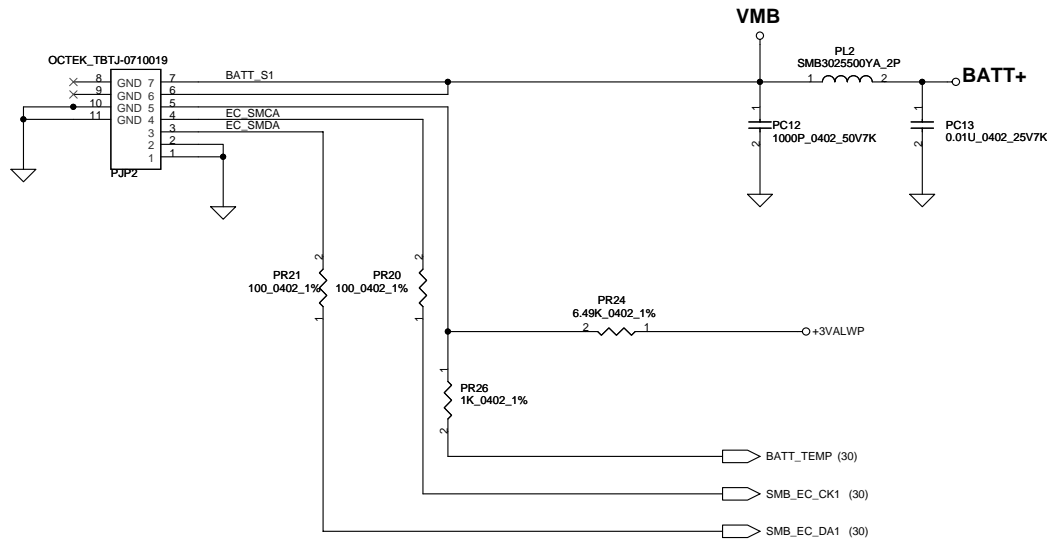 VMB
OCTEK_TBTJ-0710019
PL2
SMB3025500YA_2P
8 GND 7 7 BATT_S1
1 2 BATT+
9 GND 6 6
10 GND 5 5
11 GND 4 4 EC_SMCA
3 3 EC_SMDA
2 2
1 1
PJP2
1
PC12
1000P_0402_50V7K
2
1
PC13
0.01U_0402_25V7K
2
2
PR21
100_0402_1%
1
2
PR20
100_0402_1%
1
PR24
6.49K_0402_1%
2 1 +3VALWP
1
PR26
1K_0402_1%
2
BATT_TEMP (30)
SMB_EC_CK1 (30)
SMB_EC_DA1 (30)